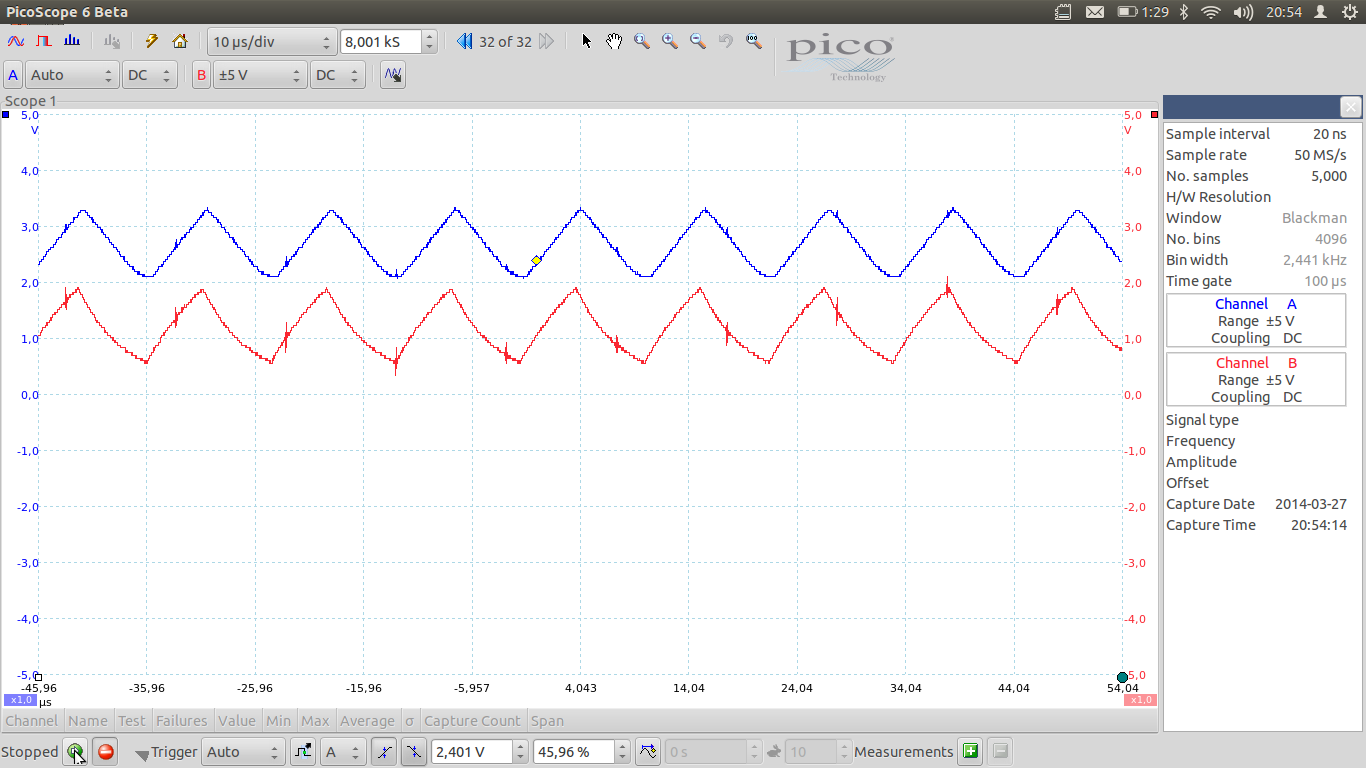 PicoScope 6 Beta
1:29
20:54
10 µs/div
8,001 kS
32 of 32
pico
Technology
A Auto DC B ±5 V DC
Scope 1
5,0
V
4,0
3,0
2,0
1,0
0,0
-1,0
-2,0
-3,0
-4,0
-5,0
5,0
V
4,0
3,0
2,0
1,0
0,0
-1,0
-2,0
-3,0
-4,0
-5,0
-45,96 -35,96 -25,96 -15,96 -5,957 4,043 14,04 24,04 34,04 44,04 54,04
x1,0 µs x1,0
Sample interval 20 ns
Sample rate 50 MS/s
No. samples 5,000
H/W Resolution
Window Blackman
No. bins 4096
Bin width 2,441 kHz
Time gate 100 µs
Channel A
Range ±5 V
Coupling DC
Channel B
Range ±5 V
Coupling DC
Signal type
Frequency
Amplitude
Offset
Capture Date 2014-03-27
Capture Time 20:54:14
Channel Name Test Failures Value Min Max Average σ Capture Count Span
Stopped Trigger Auto A 2,401 V 45,96 % 0 s 10 Measurements